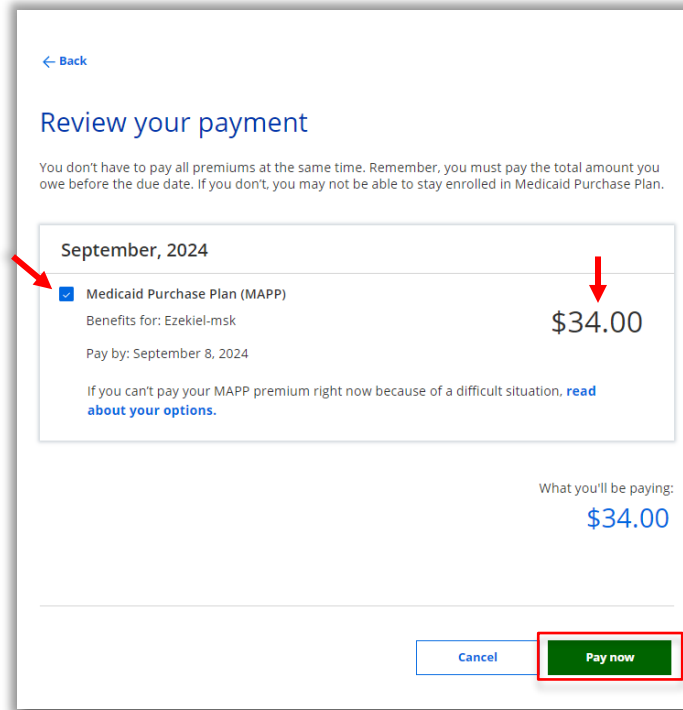 Back
Review your payment
You don't have to pay all premiums at the same time. Remember, you must pay the total amount you
owe before the due date. If you don't, you may not be able to stay enrolled in Medicaid Purchase Plan.
September, 2024
Medicaid Purchase Plan (MAPP)
Benefits for: Ezekiel-msk
$34.00
Pay by: September 8, 2024
If you can't pay your MAPP premium right now because of a difficult situation, read
about your options.
What you'll be paying:
$34.00
Cancel
Pay now